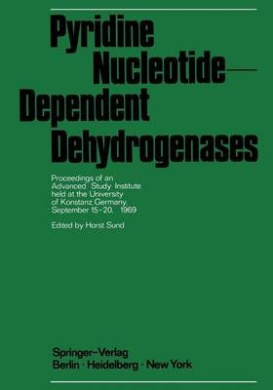 Pyridine
Nucleotide—
Dependent
Dehydrogenases
Proceedings of an
Advanced Study Institute
held at the University
of Konstanz, Germany,
September 15–20, 1969
Edited by Horst Sund
Springer-Verlag
Berlin · Heidelberg · New York